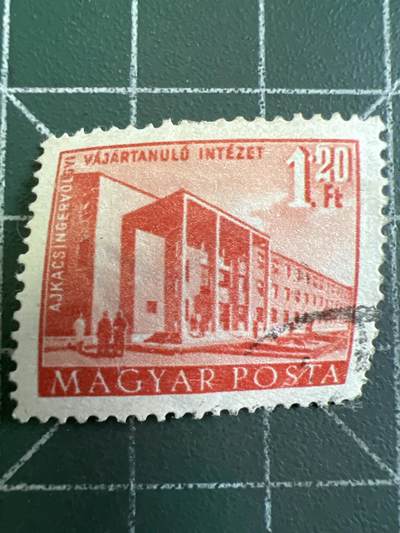 AJKACSINGERVÖLGYI
VÁJÁRTANULÓ INTÉZET
1.20 Ft
MAGYAR POSTA